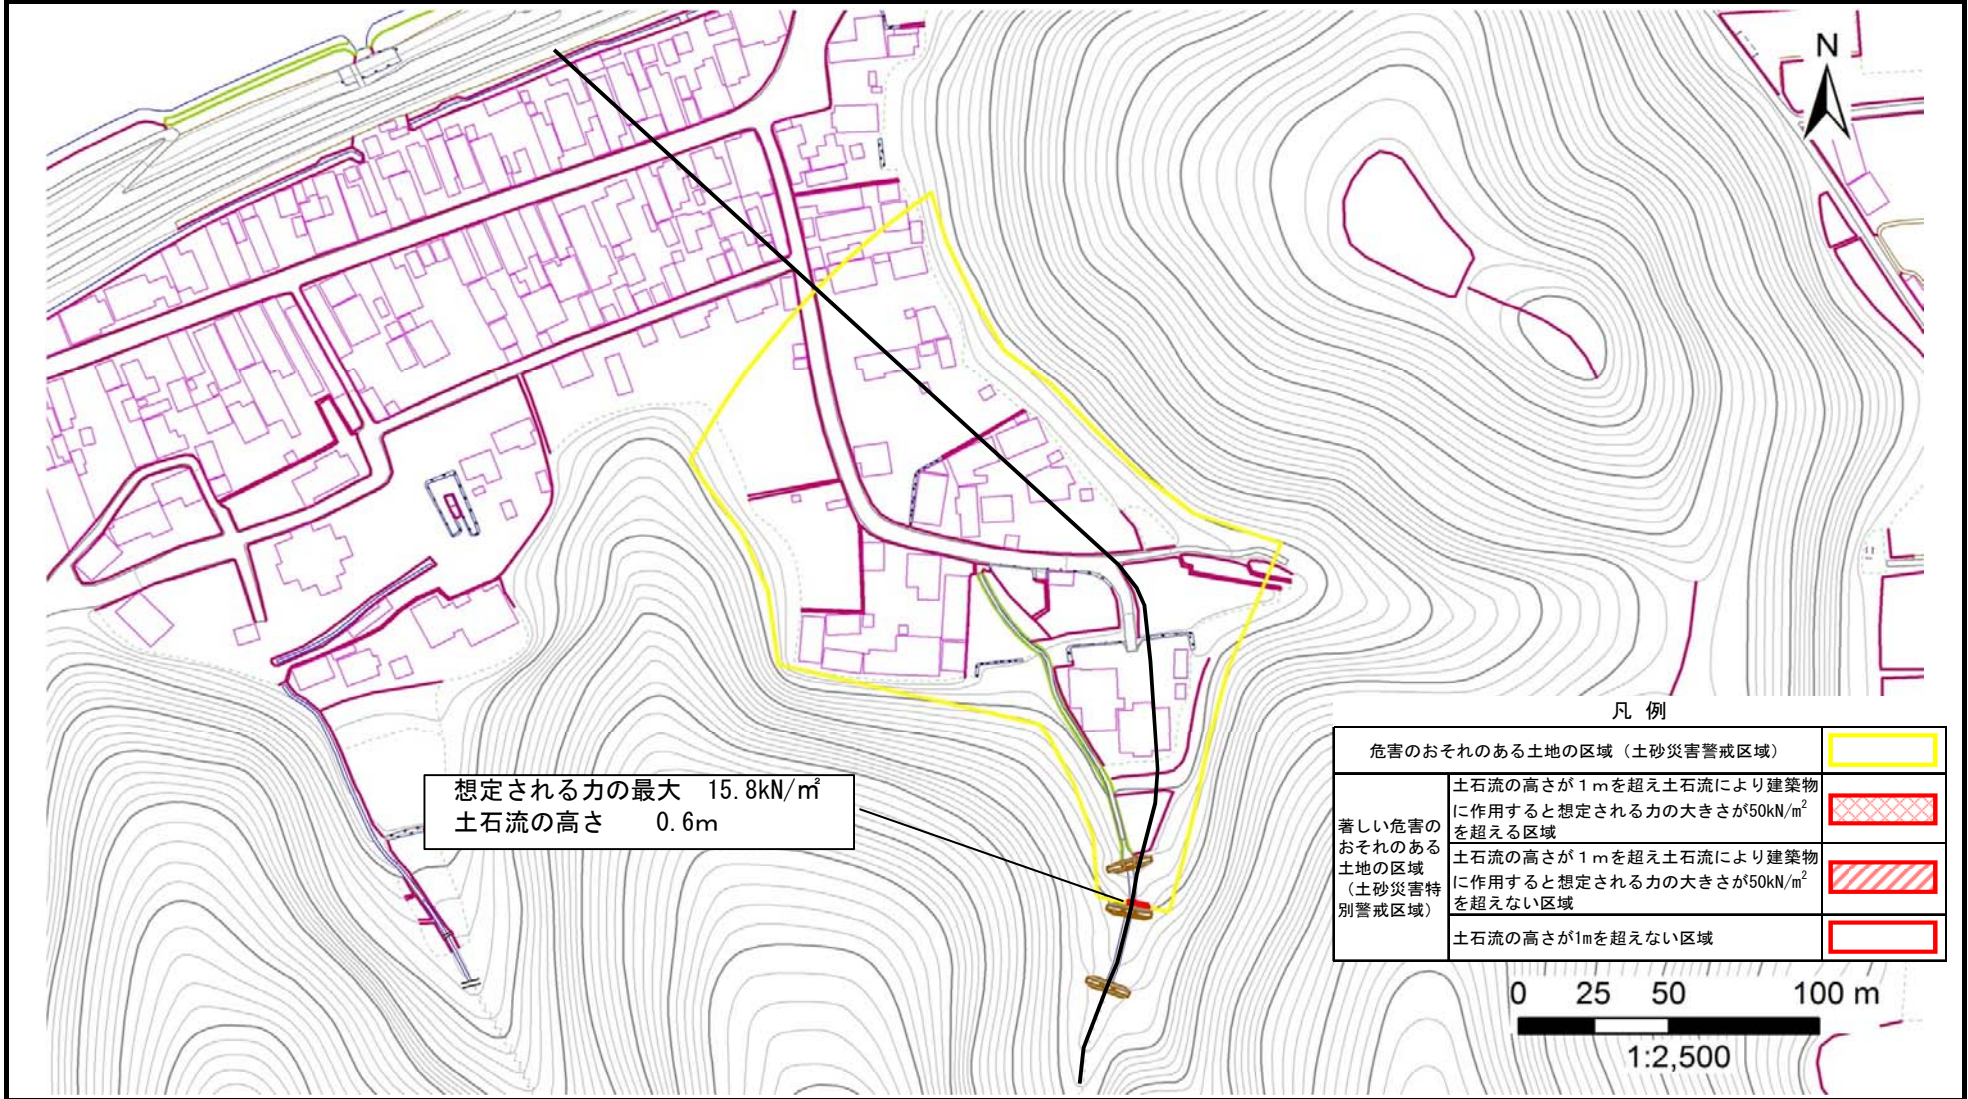 N
想定される力の最大 15.8kN/㎡
土石流の高さ 0.6m
凡 例
危害のおそれのある土地の区域（土砂災害警戒区域）
著しい危害の
おそれのある
土地の区域
（土砂災害特
別警戒区域）
土石流の高さが１ｍを超え土石流により建築物
に作用すると想定される力の大きさが50kN/m²
を超える区域
土石流の高さが１ｍを超え土石流により建築物
に作用すると想定される力の大きさが50kN/m²
を超えない区域
土石流の高さが1mを超えない区域
0 25 50 100 m
1:2,500